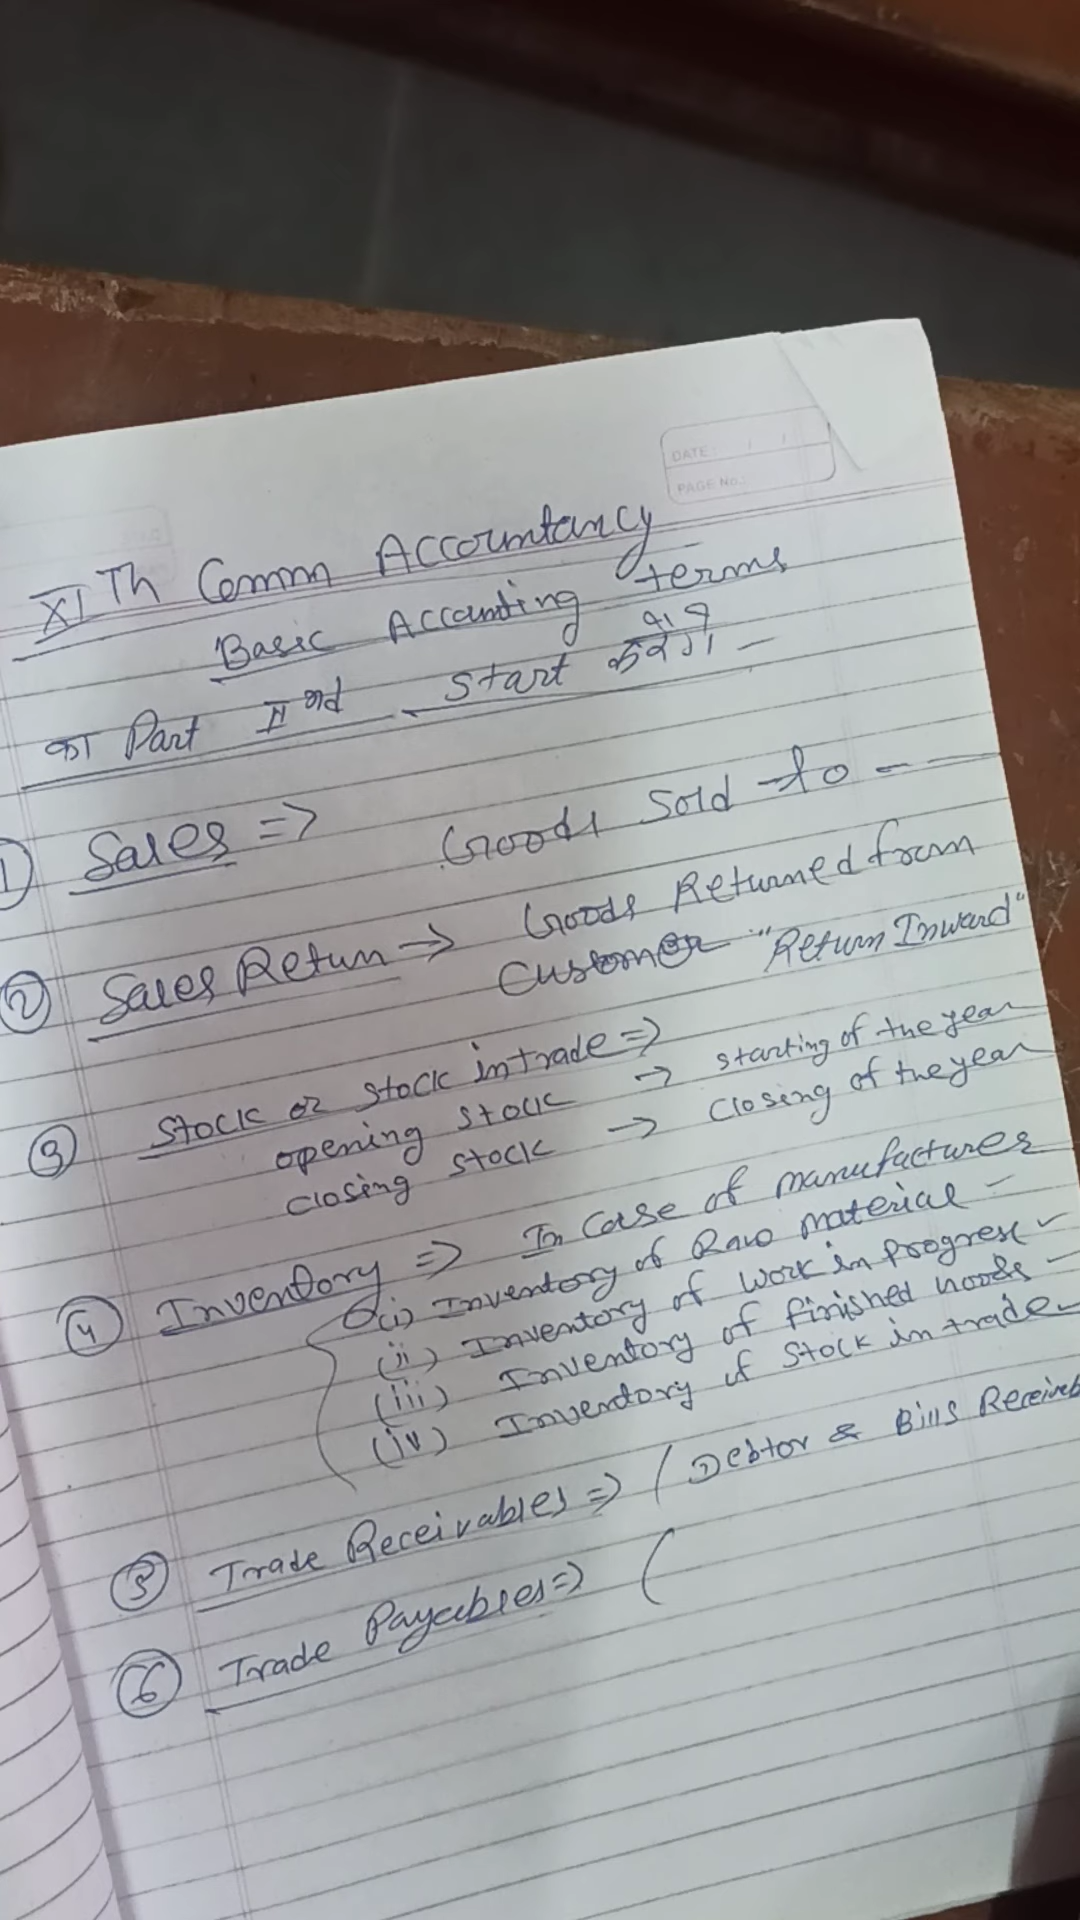 DATE: / /
PAGE NO.:
XI Th Comm Accountancy
Basic Accounting terms
का Part II start करेंगे
1 Sales => Goods Sold to --
2 Sales Return -> Goods Returned from
Customer "Return Inward"
3 Stock or Stock in trade =>
opening stock -> starting of the year
closing stock -> closing of the year
4 Inventory => In Case of manufacturer
(i) Inventory of Raw material -
(ii) Inventory of work in progress
(iii) Inventory of finished Goods -
(iv) Inventory of Stock in trade
5 Trade Receivables => (Debtor & Bills Receivab
6 Trade Payables => (